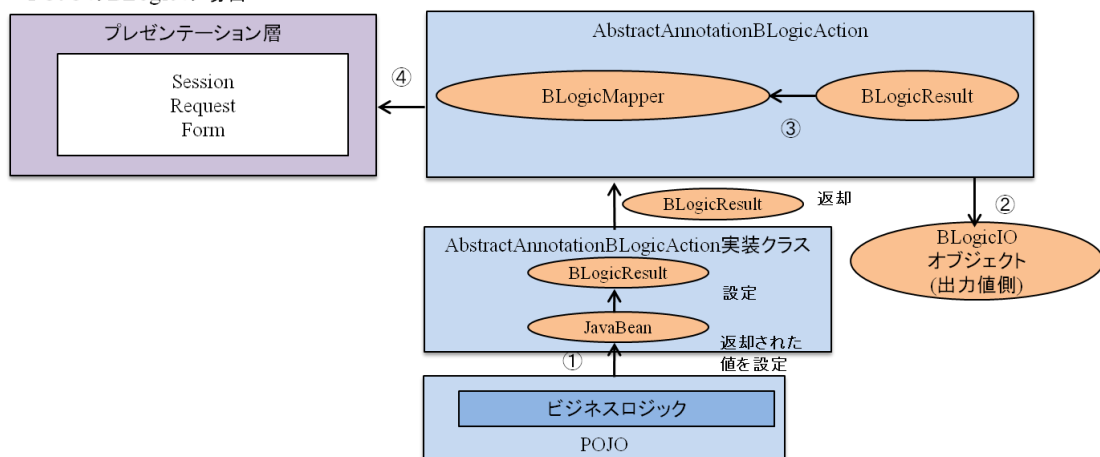 プレゼンテーション層
Session
Request
Form
④
AbstractAnnotationBLogicAction
BLogicMapper
③
BLogicResult
BLogicResult
返却
②
BLogicIO
オブジェクト
(出力値側)
AbstractAnnotationBLogicAction実装クラス
BLogicResult
設定
JavaBean
返却された
値を設定
①
ビジネスロジック
POJO